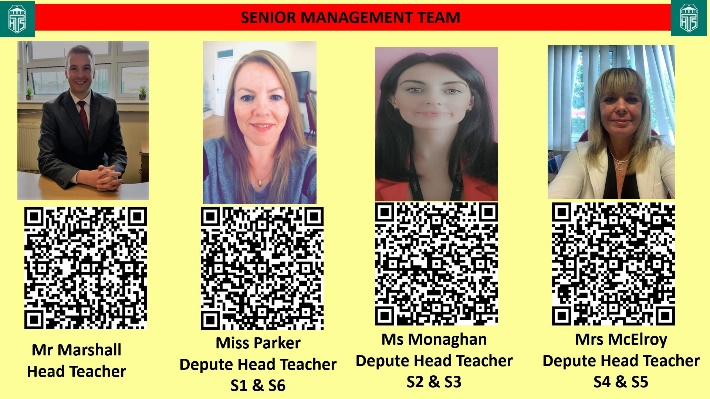 SENIOR MANAGEMENT TEAM
Mr Marshall
Head Teacher
Miss Parker
Depute Head Teacher
S1 & S6
Ms Monaghan
Depute Head Teacher
S2 & S3
Mrs McElroy
Depute Head Teacher
S4 & S5